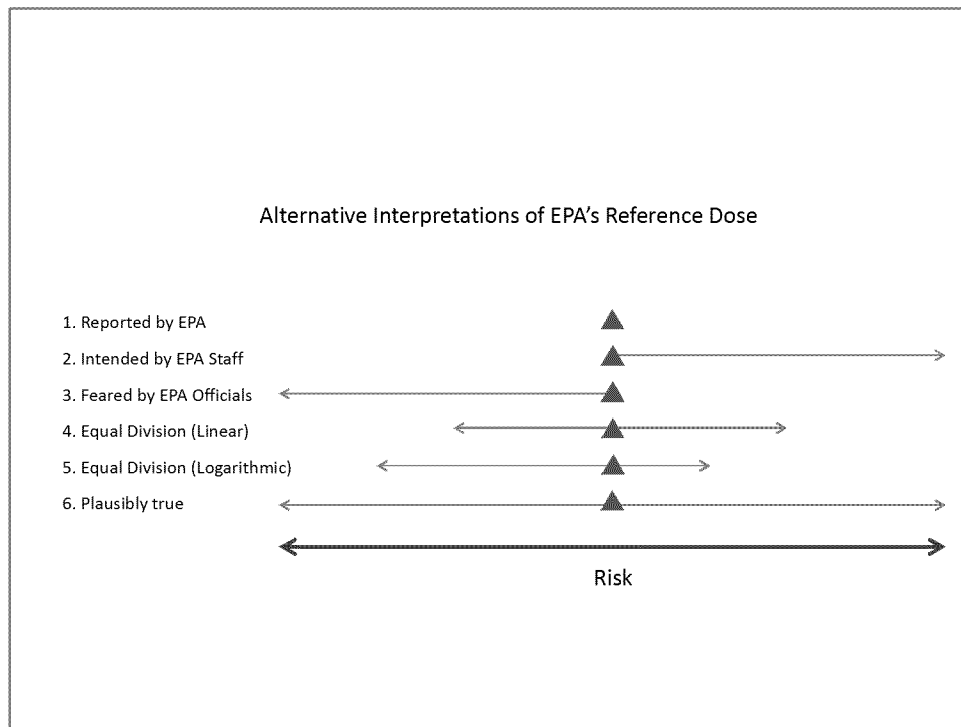 Alternative Interpretations of EPA’s Reference Dose
1. Reported by EPA
2. Intended by EPA Staff
3. Feared by EPA Officials
4. Equal Division (Linear)
5. Equal Division (Logarithmic)
6. Plausibly true
Risk